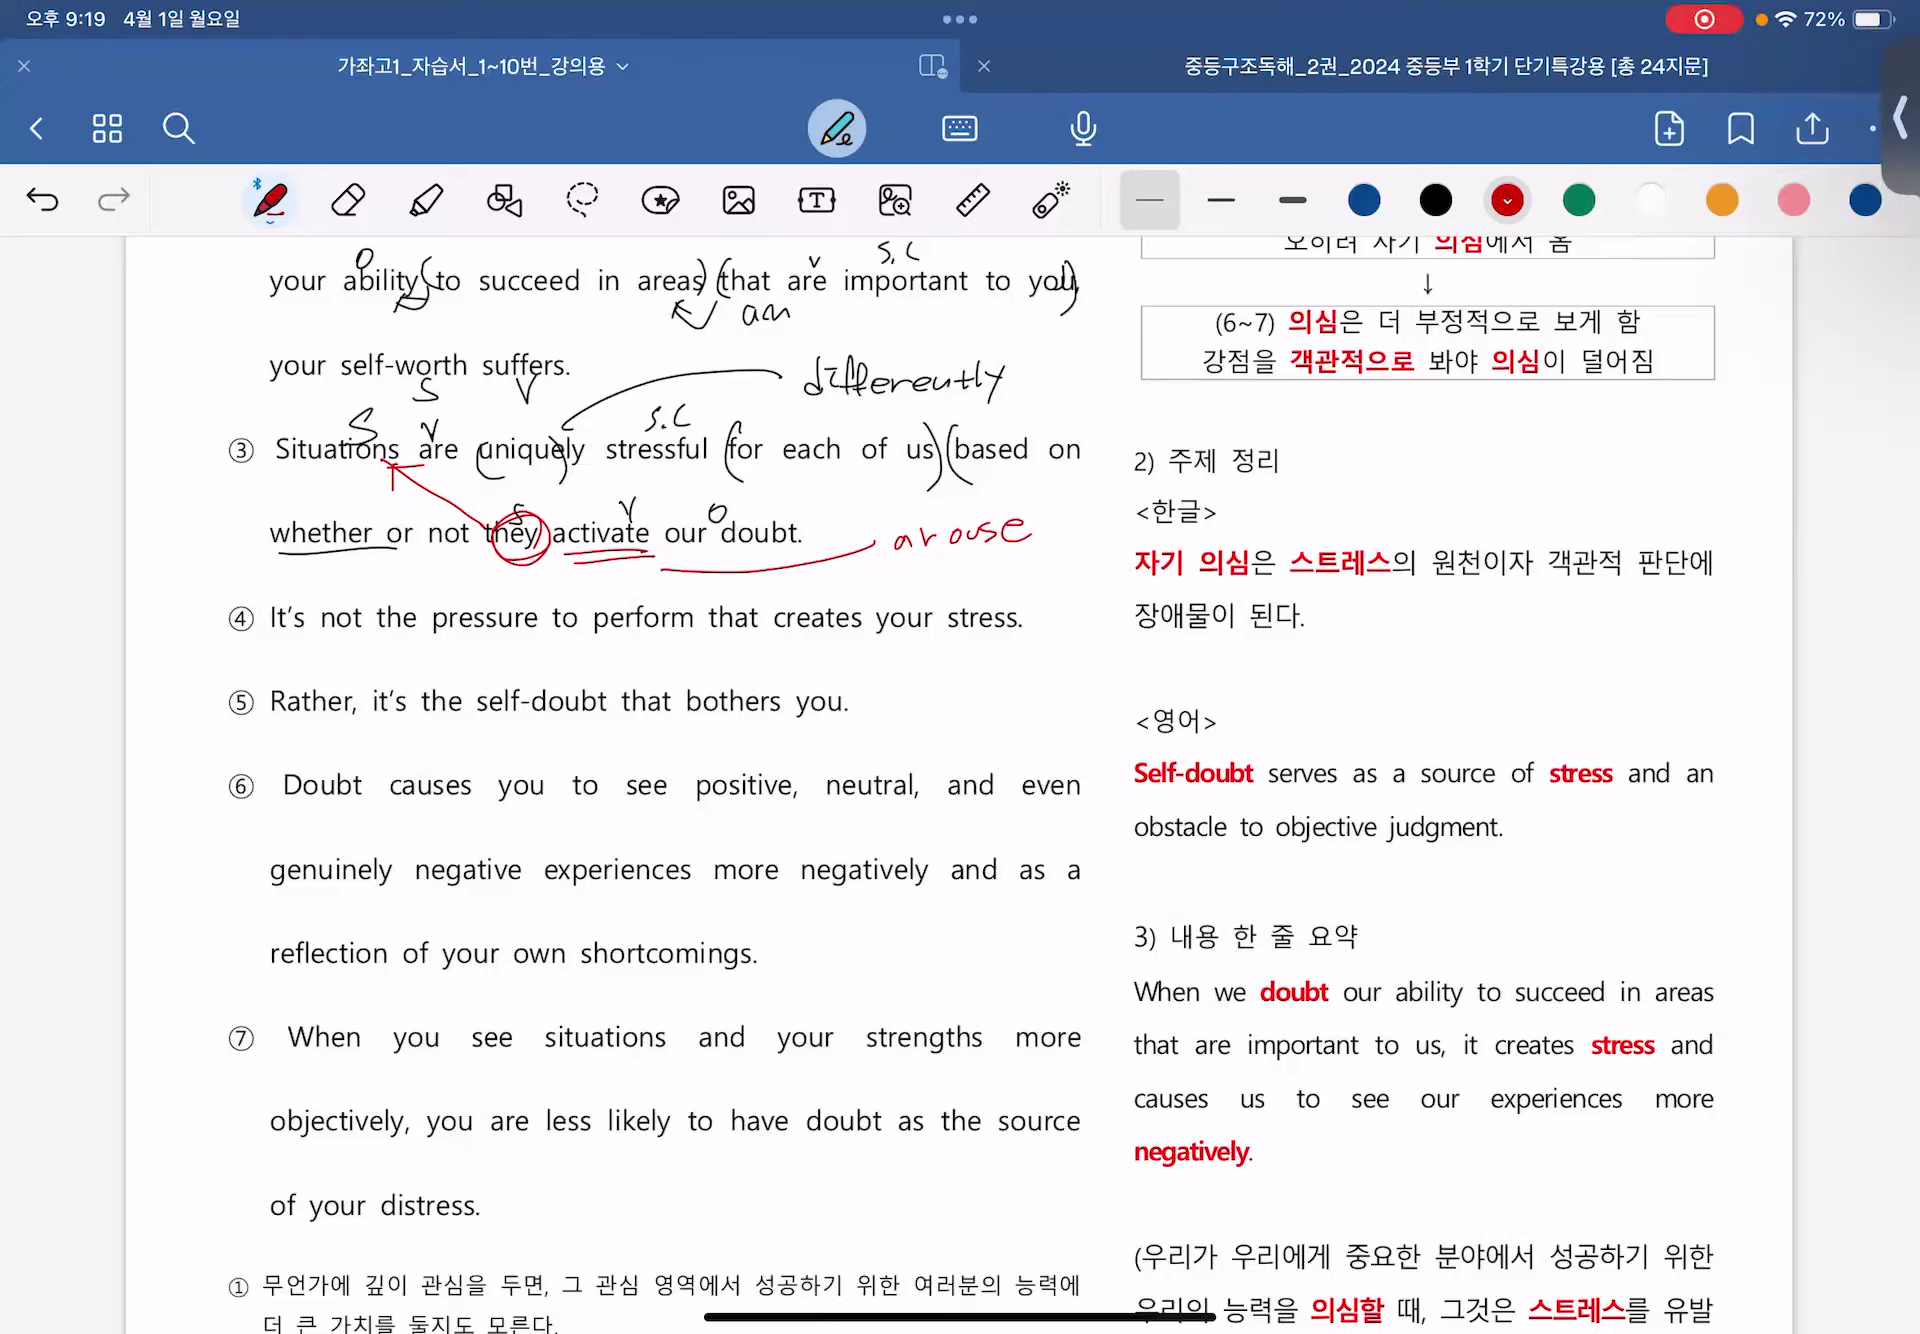 오후 9:19 4월 1일 월요일
72%
가좌고1_자습서_1~10번_강의용
중등구조독해_2권_2024 중등부 1학기 단기특강용 [총 24지문]
O v S.C
your ability to succeed in areas (that are important to you,
an
your self-worth suffers.
S V
differently
S V S.C
③ Situations are (uniquely) stressful (for each of us) (based on
S V O
whether or not they activate our doubt.
arouse
④ It's not the pressure to perform that creates your stress.
⑤ Rather, it's the self-doubt that bothers you.
⑥ Doubt causes you to see positive, neutral, and even
genuinely negative experiences more negatively and as a
reflection of your own shortcomings.
⑦ When you see situations and your strengths more
objectively, you are less likely to have doubt as the source
of your distress.
① 무언가에 깊이 관심을 두면, 그 관심 영역에서 성공하기 위한 여러분의 능력에
더 큰 가치를 둘지도 모른다.
오히려 자기 의심에서 옴
↓
(6~7) 의심은 더 부정적으로 보게 함
강점을 객관적으로 봐야 의심이 덜어짐
2) 주제 정리
<한글>
자기 의심은 스트레스의 원천이자 객관적 판단에
장애물이 된다.
<영어>
Self-doubt serves as a source of stress and an
obstacle to objective judgment.
3) 내용 한 줄 요약
When we doubt our ability to succeed in areas
that are important to us, it creates stress and
causes us to see our experiences more
negatively.
(우리가 우리에게 중요한 분야에서 성공하기 위한
우리의 능력을 의심할 때, 그것은 스트레스를 유발